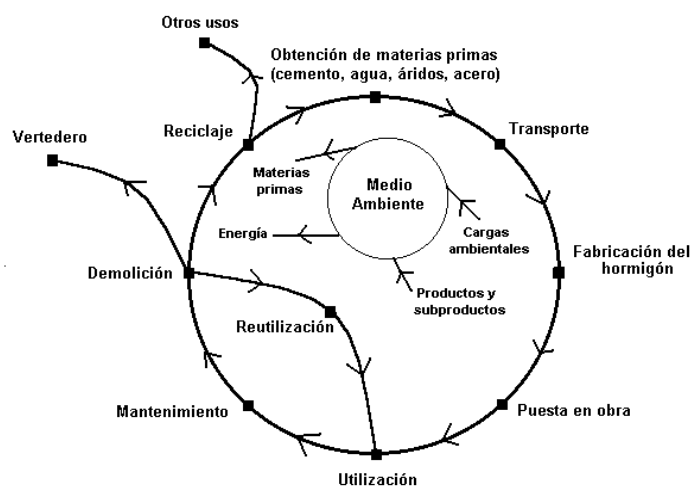 Otros usos
Obtención de materias primas
(cemento, agua, áridos, acero)
Vertedero
Reciclaje
Transporte
Materias
primas
Medio
Ambiente
Energía
Cargas
ambientales
Fabricación del
hormigón
Demolición
Productos y
subproductos
Reutilización
Mantenimiento
Puesta en obra
Utilización